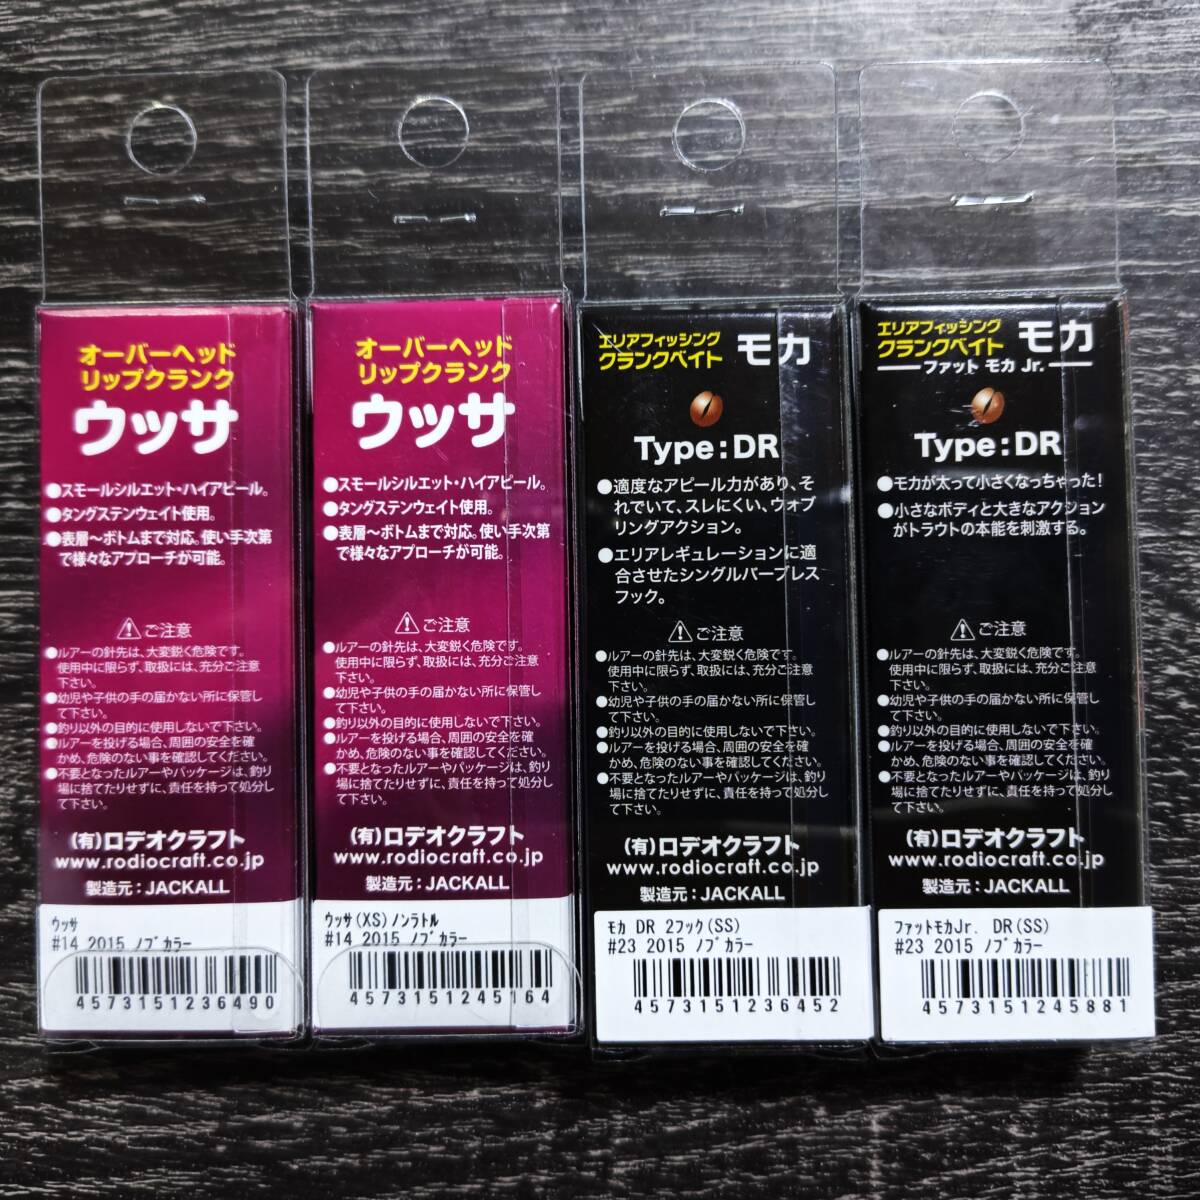 オーバーヘッド
リップクランク
ウッサ
●スモールシルエット・ハイアピール。
●タングステンウェイト使用。
●表層〜ボトムまで対応。使い手次第
で様々なアプローチが可能。
⚠ご注意
●ルアーの針先は、大変鋭く危険です。
使用中に限らず、取扱には、充分ご注意
下さい。
●幼児や子供の手の届かない所に保管し
て下さい。
●釣り以外の目的に使用しないで下さい。
●ルアーを投げる場合、周囲の安全を確
かめ、危険のない事を確認してください。
●不要となったルアーやパッケージは、釣り
場に捨てたりせずに、責任を持って処分し
て下さい。
(有)ロデオクラフト
www.rodiocraft.co.jp
製造元：JACKALL
ウッサ
#14 2015 ノブカラー
4573151236490
オーバーヘッド
リップクランク
ウッサ
●スモールシルエット・ハイアピール。
●タングステンウェイト使用。
●表層〜ボトムまで対応。使い手次第
で様々なアプローチが可能。
⚠ご注意
●ルアーの針先は、大変鋭く危険です。
使用中に限らず、取扱には、充分ご注意
下さい。
●幼児や子供の手の届かない所に保管し
て下さい。
●釣り以外の目的に使用しないで下さい。
●ルアーを投げる場合、周囲の安全を確
かめ、危険のない事を確認してください。
●不要となったルアーやパッケージは、釣り
場に捨てたりせずに、責任を持って処分し
て下さい。
(有)ロデオクラフト
www.rodiocraft.co.jp
製造元：JACKALL
ウッサ(XS)ノンラトル
#14 2015 ノブカラー
4573151245164
エリアフィッシング
クランクベイト モカ
Type:DR
●適度なアピール力があり、そ
れでいて、スレにくい、ウォブ
リングアクション。
●エリアレギュレーションに適
合させたシングルバーブレス
フック。
⚠ご注意
●ルアーの針先は、大変鋭く危険です。
使用中に限らず、取扱には、充分ご注意
下さい。
●幼児や子供の手の届かない所に保管し
て下さい。
●釣り以外の目的に使用しないで下さい。
●ルアーを投げる場合、周囲の安全を確
かめ、危険のない事を確認してください。
●不要となったルアーやパッケージは、釣り
場に捨てたりせずに、責任を持って処分し
て下さい。
(有)ロデオクラフト
www.rodiocraft.co.jp
製造元：JACKALL
モカ DR 2フック(SS)
#23 2015 ノブカラー
4573151236452
エリアフィッシング
クランクベイト モカ
ファット モカ Jr.
Type:DR
●モカが太って小さくなっちゃった！
●小さなボディと大きなアクション
がトラウトの本能を刺激する。
⚠ご注意
●ルアーの針先は、大変鋭く危険です。
使用中に限らず、取扱には、充分ご注意
下さい。
●幼児や子供の手の届かない所に保管し
て下さい。
●釣り以外の目的に使用しないで下さい。
●ルアーを投げる場合、周囲の安全を確
かめ、危険のない事を確認してください。
●不要となったルアーやパッケージは、釣り
場に捨てたりせずに、責任を持って処分し
て下さい。
(有)ロデオクラフト
www.rodiocraft.co.jp
製造元：JACKALL
ファットモカJr. DR(SS)
#23 2015 ノブカラー
4573151245881